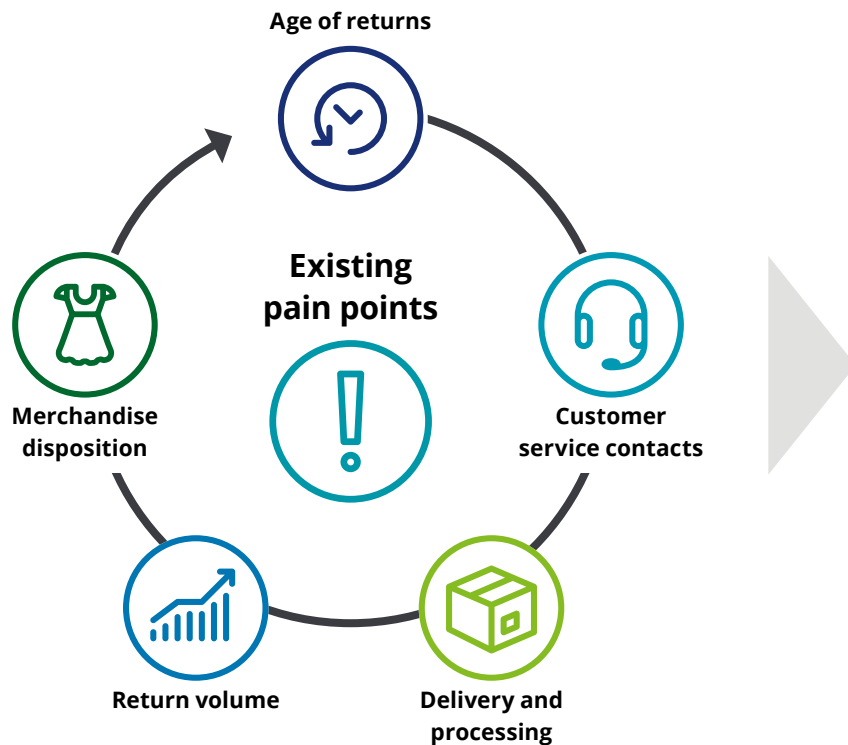 Age of returns
Existing
pain points
Customer
service contacts
Merchandise
disposition
Delivery and
processing
Return volume